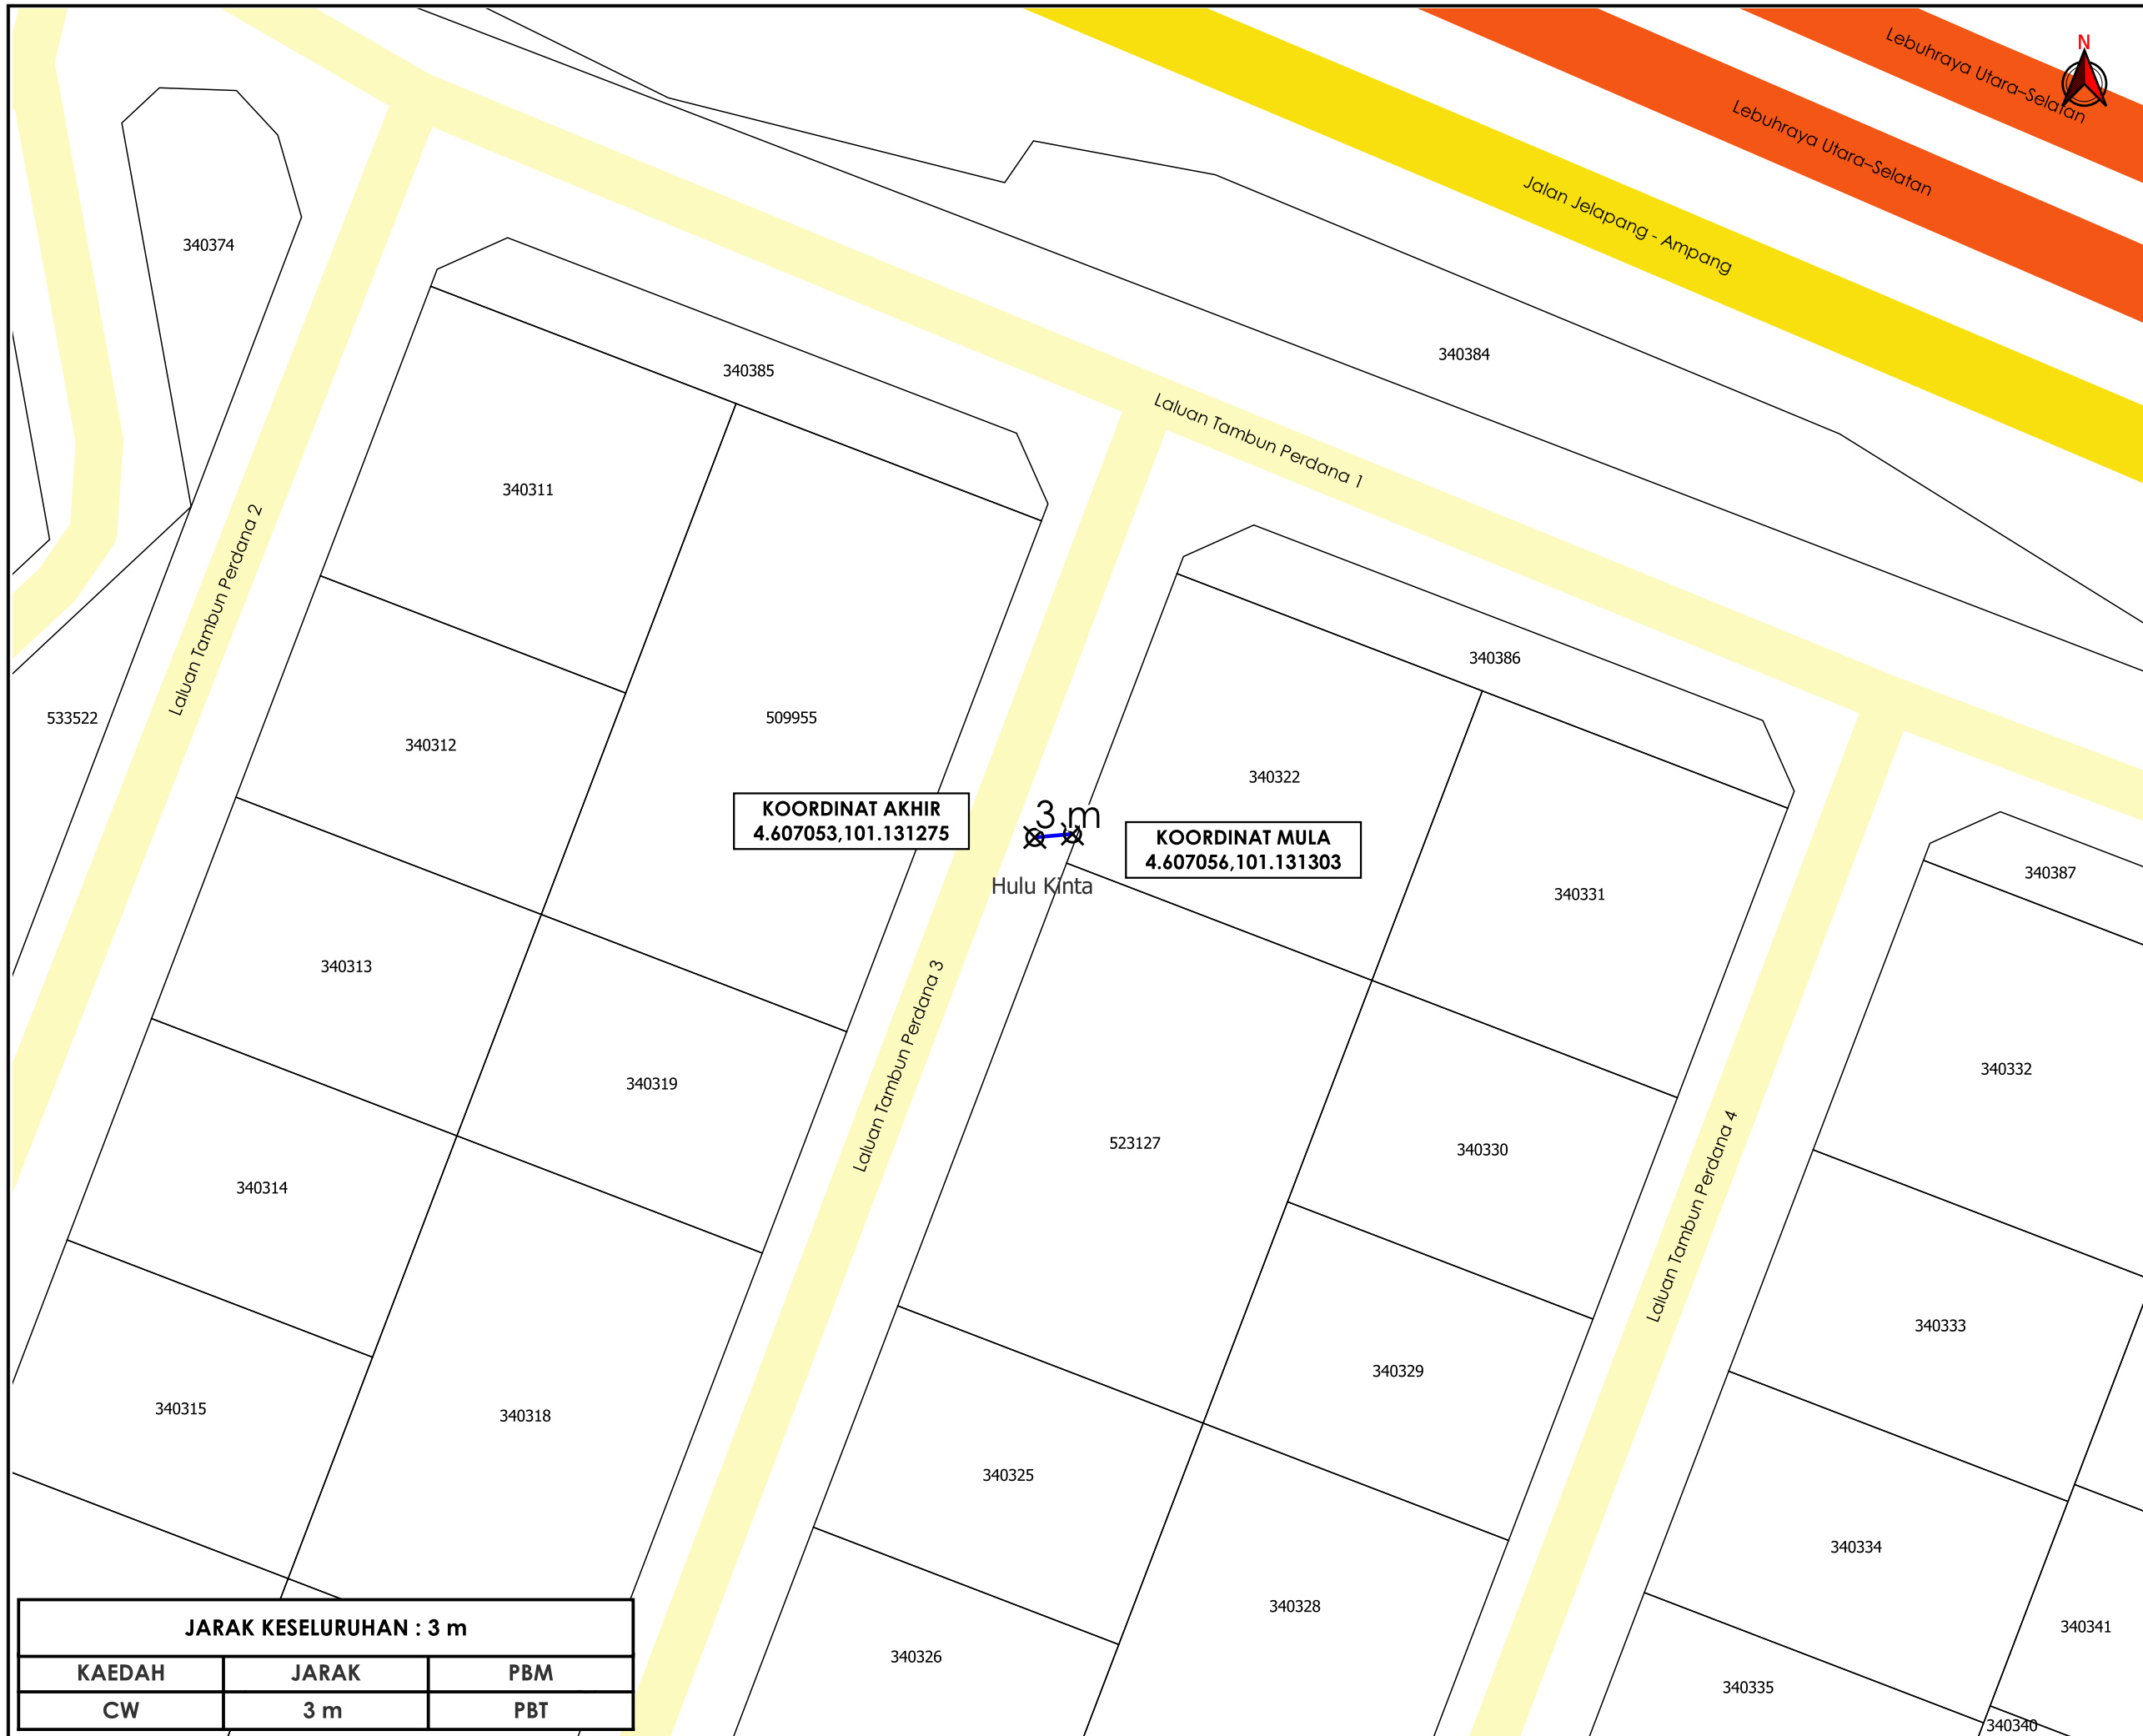 N
Lebuhraya Utara–Selatan
Lebuhraya Utara–Selatan
Jalan Jelapang - Ampang
340374
340384
340385
Laluan Tambun Perdana 1
340311
Laluan Tambun Perdana 2
340386
533522
509955
340312
340322
KOORDINAT AKHIR
4.607053,101.131275
3 m
KOORDINAT MULA
4.607056,101.131303
Hulu Kinta
340331
340387
340313
Laluan Tambun Perdana 3
340332
340319
523127
340330
340314
Laluan Tambun Perdana 4
340333
340329
340315
340318
340325
340334
340328
340341
340326
340335
340340
JARAK KESELURUHAN : 3 m
KAEDAH JARAK PBM
CW 3 m PBT